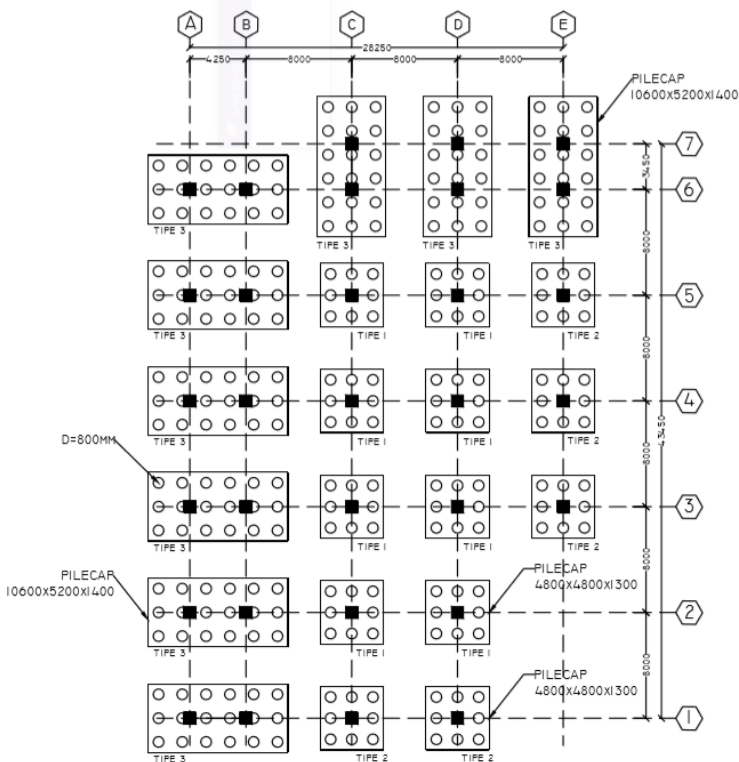 A B C D E
28250
4250 8000 8000 8000
PILECAP
10600X5200X1400
7
3450
6
TIPE 3 TIPE 3 TIPE 3 TIPE 3
8000
5
TIPE 3 TIPE 1 TIPE 1 TIPE 2
8000
4
43450
TIPE 3 TIPE 1 TIPE 1 TIPE 2
D=800MM
8000
3
TIPE 3 TIPE 1 TIPE 1 TIPE 2
PILECAP
10600X5200X1400
PILECAP
4800X4800X1300
8000
2
TIPE 3 TIPE 1 TIPE 1
PILECAP
4800X4800X1300
8000
1
TIPE 3 TIPE 2 TIPE 2